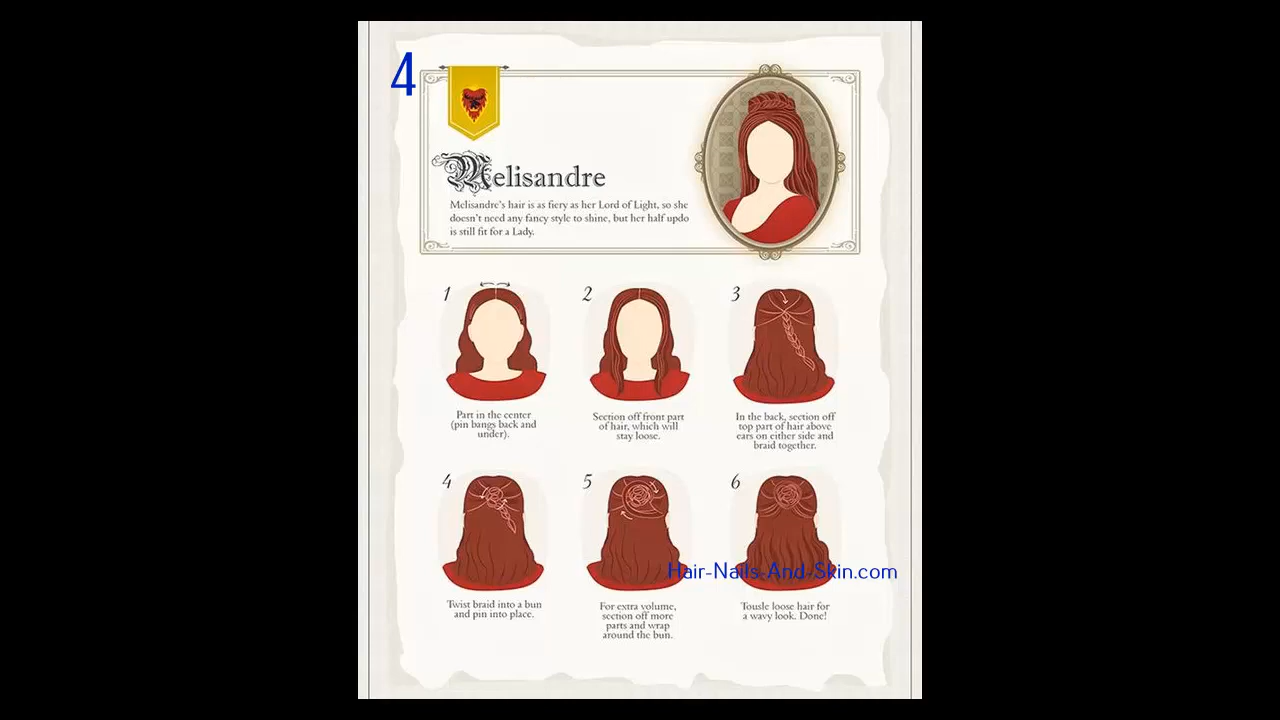 4
Melisandre
Melisandre's hair is as fiery as her Lord of Light, so she
doesn't need any fancy style to shine, but her half updo
is still fit for a Lady.
1
2
3
Part in the center
(pin bangs back and
under).
Section off front part
of hair, which will
stay loose.
In the back, section off
top part of hair above
ears on either side and
braid together.
4
5
6
Hair-Nails-And-Skin.com
Twist braid into a bun
and pin into place.
For extra volume,
section off more
parts and wrap
around the bun.
Tousle loose hair for
a wavy look. Done!